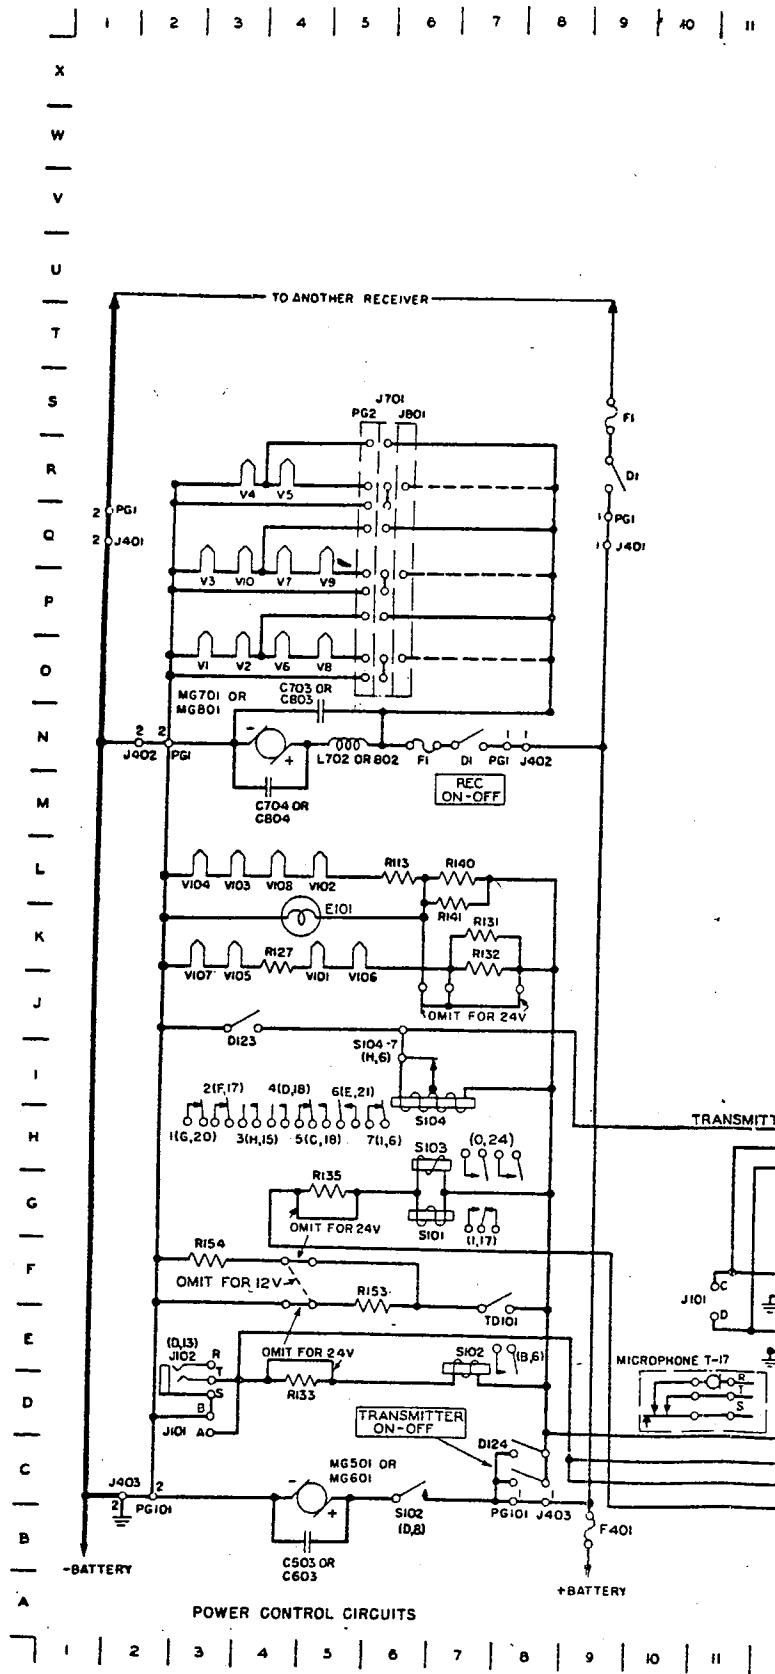 1 2 3 4 5 6 7 8 9 10 11
X
W
V
U
TO ANOTHER RECEIVER
T
S
J701
PG2 J801
F1
R
V4 V5
D1
2 PG1
1 PG1
Q
2 J401
1 J401
V3 V10 V7 V9
P
O
V1 V2 V6 V8
MG701 OR
MG801
C703 OR
C803
N
2 2
- +
1 1
J402 PG1
L702 OR 802 F1 D1 PG1 J402
REC
ON-OFF
M
C704 OR
C804
L
R113 R140
V104 V103 V108 V102
E101
R141
K
R131
R127
R132
V107 V105 V101 V106
J
OMIT FOR 24V
D123
S104-7
(H,6)
I
2(F,17) 4(D,18) 6(E,21)
S104
TRANSMITT
H
1(G,20) 3(H,15) 5(C,18) 7(1,6)
S103
(O,24)
R135
G
OMIT FOR 24V
S101
(1,17)
R154
F
OMIT FOR 12V
R153
TD101
J101
C
D
E
(D,13)
J102
R
T
S
OMIT FOR 24V
S102
(B,6)
MICROPHONE T-17
R
T
S
R133
D
B
J101 A
TRANSMITTER
ON-OFF
D124
C
MG501 OR
MG601
J403
2 2
PG101
- +
S102
(D,8)
1 1
PG101 J403
F401
B
C503 OR
C603
-BATTERY
+BATTERY
A
POWER CONTROL CIRCUITS
1 2 3 4 5 6 7 8 9 10 11